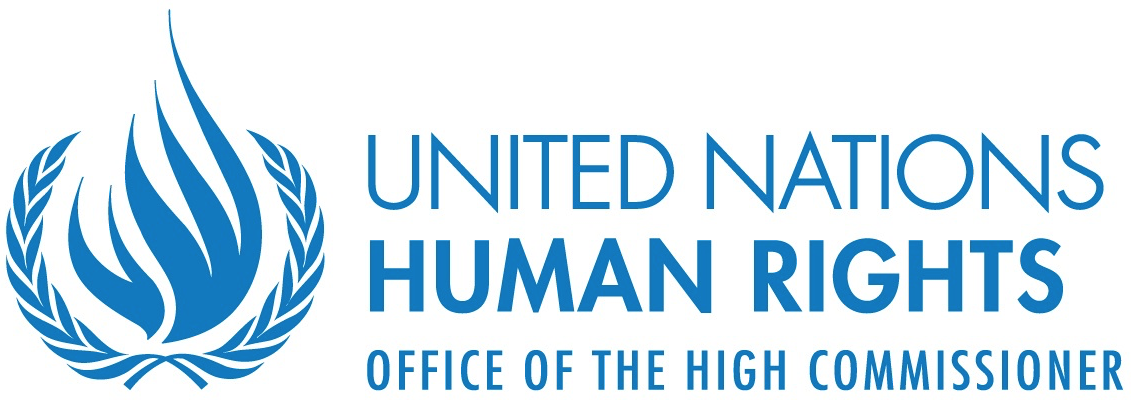 UNITED NATIONS
HUMAN RIGHTS
OFFICE OF THE HIGH COMMISSIONER